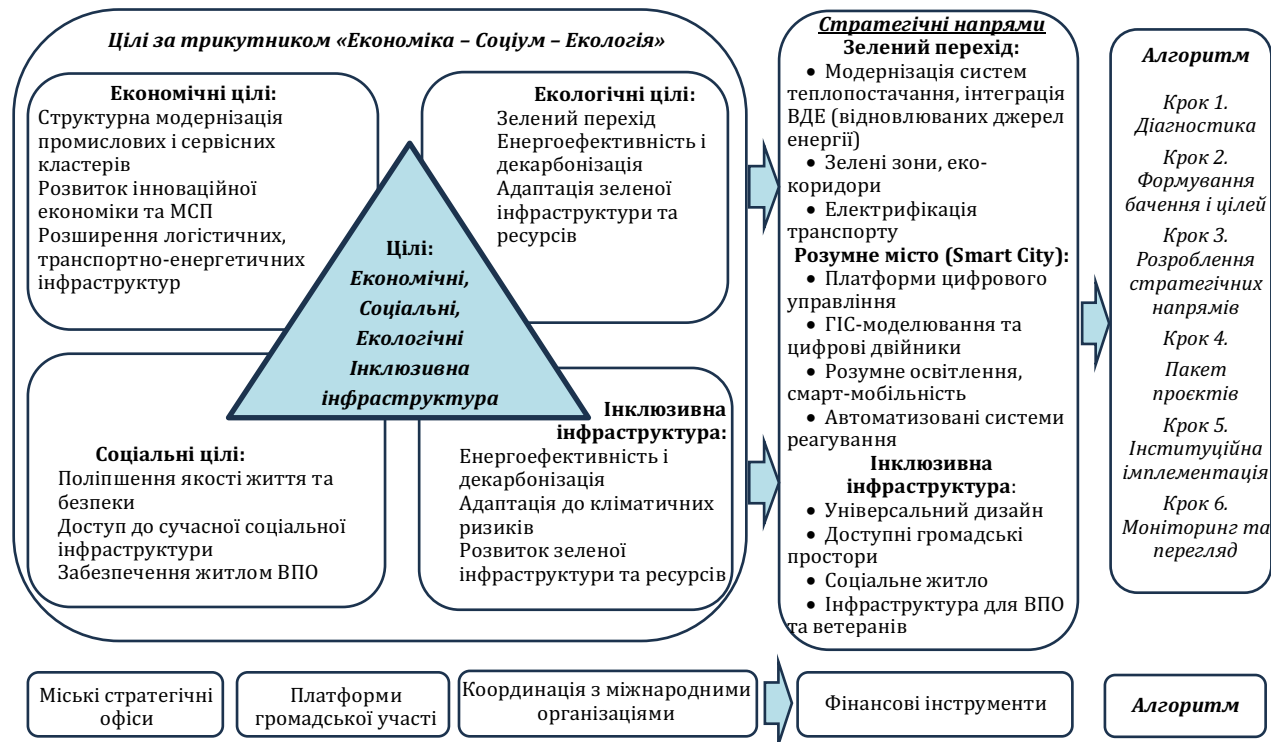 Цілі за трикутником «Економіка – Соціум – Екологія»
Економічні цілі:
Структурна модернізація
промислових і сервісних
кластерів
Розвиток інноваційної
економіки та МСП
Розширення логістичних,
транспортно-енергетичних
інфраструктур
Екологічні цілі:
Зелений перехід
Енергоефективність і
декарбонізація
Адаптація зеленої
інфраструктури та
ресурсів
Цілі:
Економічні,
Соціальні,
Екологічні
Інклюзивна
інфраструктура
Соціальні цілі:
Поліпшення якості життя та
безпеки
Доступ до сучасної соціальної
інфраструктури
Забезпечення житлом ВПО
Інклюзивна
інфраструктура:
Енергоефективність і
декарбонізація
Адаптація до кліматичних
ризиків
Розвиток зеленої
інфраструктури та ресурсів
Стратегічні напрями
Зелений перехід:
• Модернізація систем
теплопостачання, інтеграція
ВДЕ (відновлюваних джерел
енергії)
• Зелені зони, еко-
коридори
• Електрифікація
транспорту
Розумне місто (Smart City):
• Платформи цифрового
управління
• ГІС-моделювання та
цифрові двійники
• Розумне освітлення,
смарт-мобільність
• Автоматизовані системи
реагування
Інклюзивна
інфраструктура:
• Універсальний дизайн
• Доступні громадські
простори
• Соціальне житло
• Інфраструктура для ВПО
та ветеранів
Алгоритм
Крок 1.
Діагностика
Крок 2.
Формування
бачення і цілей
Крок 3.
Розроблення
стратегічних
напрямів
Крок 4.
Пакет
проєктів
Крок 5.
Інституційна
імплементація
Крок 6.
Моніторинг та
перегляд
Міські стратегічні
офіси
Платформи
громадської участі
Координація з міжнародними
організаціями
Фінансові інструменти
Алгоритм